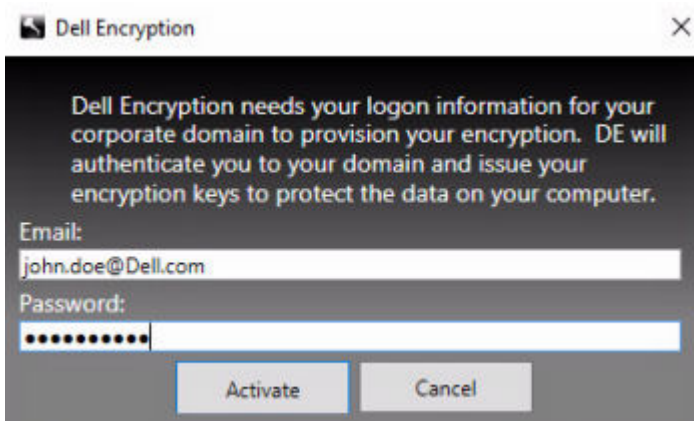 Dell Encryption
Dell Encryption needs your logon information for your
corporate domain to provision your encryption. DE will
authenticate you to your domain and issue your
encryption keys to protect the data on your computer.
Email:
john.doe@Dell.com
Password:
••••••••••
Activate Cancel